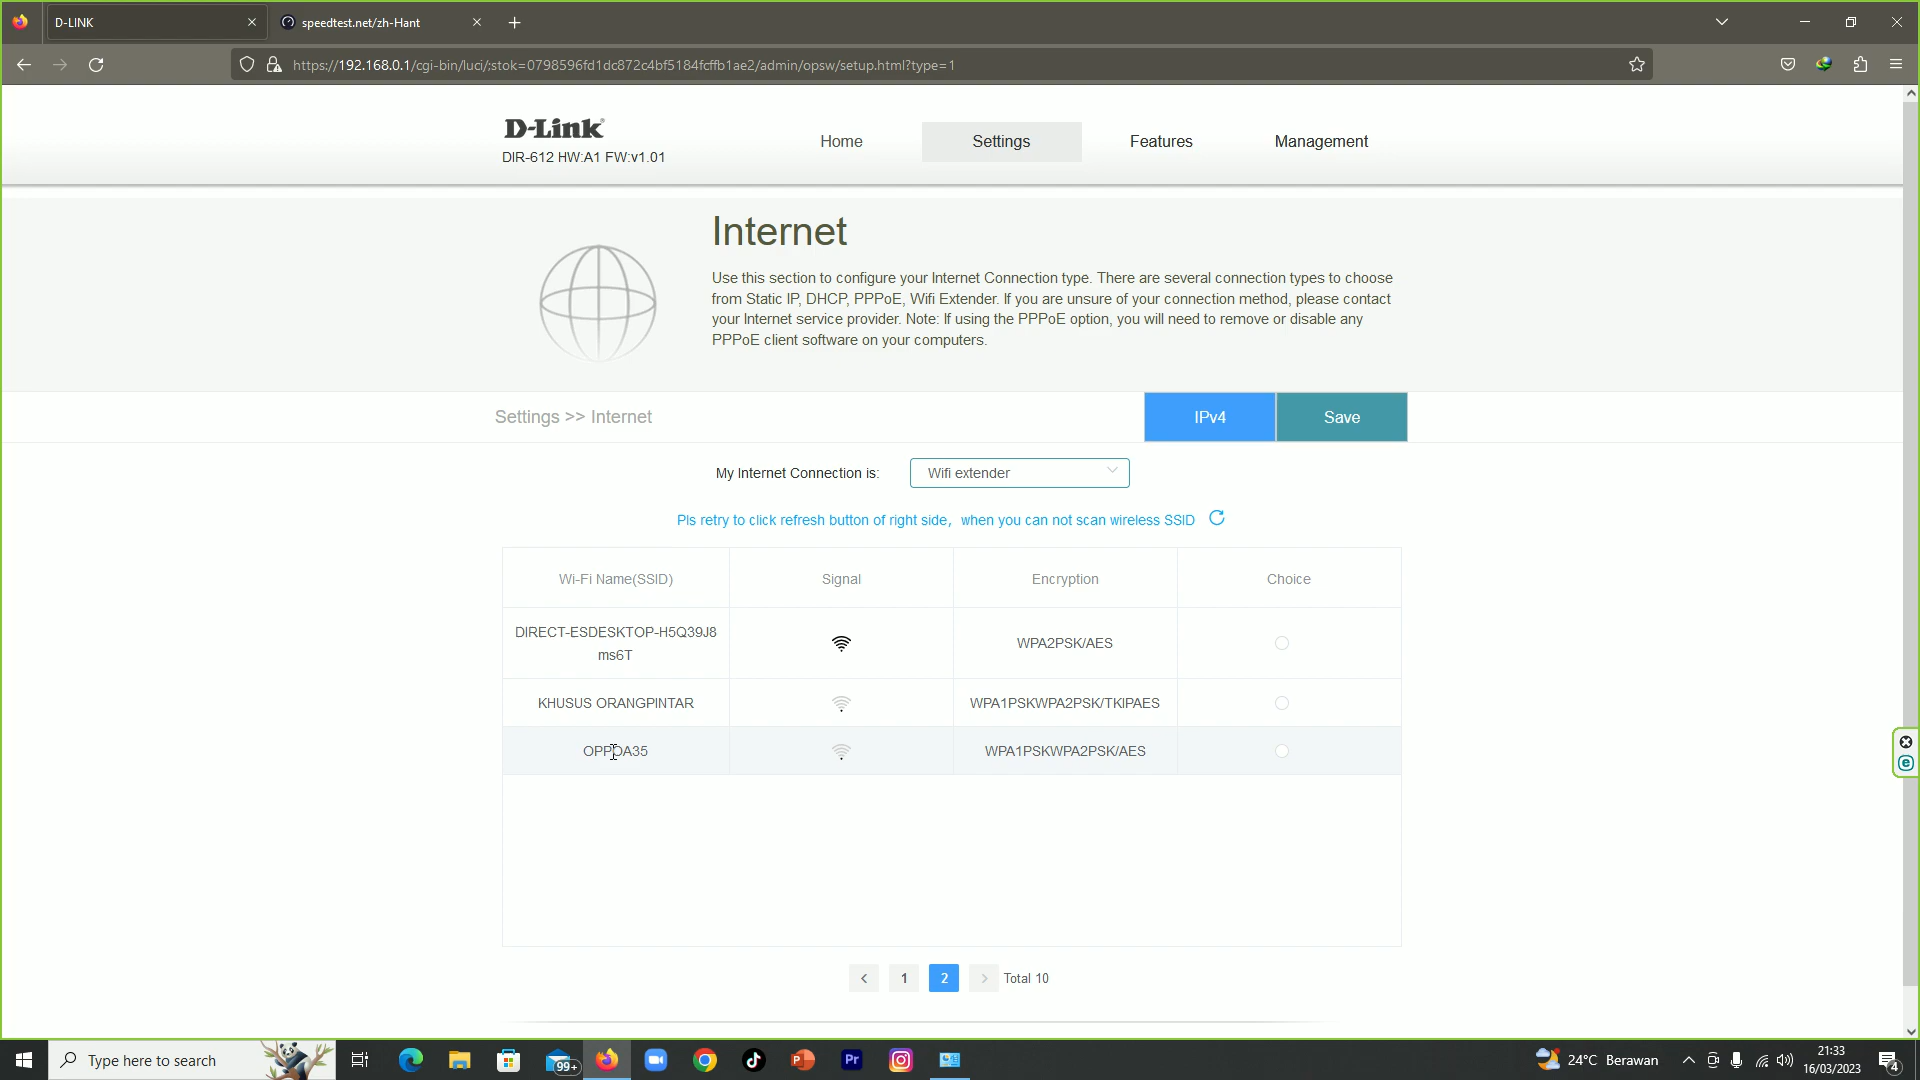 D-LINK
speedtest.net/zh-Hant
https://192.168.0.1/cgi-bin/luci/;stok=0798596fd1dc872c4bf5184fcffb1ae2/admin/opsw/setup.html?type=1
D-Link
DIR-612 HW:A1 FW:v1.01
Home
Settings
Features
Management
Internet
Use this section to configure your Internet Connection type. There are several connection types to choose
from Static IP, DHCP, PPPoE, Wifi Extender. If you are unsure of your connection method, please contact
your Internet service provider. Note: If using the PPPoE option, you will need to remove or disable any
PPPoE client software on your computers.
Settings >> Internet
IPv4
Save
My Internet Connection is:
Wifi extender
Pls retry to click refresh button of right side，when you can not scan wireless SSID
Wi-Fi Name(SSID)
Signal
Encryption
Choice
DIRECT-ESDESKTOP-H5Q39J8
ms6T
WPA2PSK/AES
KHUSUS ORANGPINTAR
WPA1PSKWPA2PSK/TKIPAES
OPPOA35
WPA1PSKWPA2PSK/AES
1
2
Total 10
Type here to search
99+
Pr
24°C Berawan
21:33
16/03/2023
4